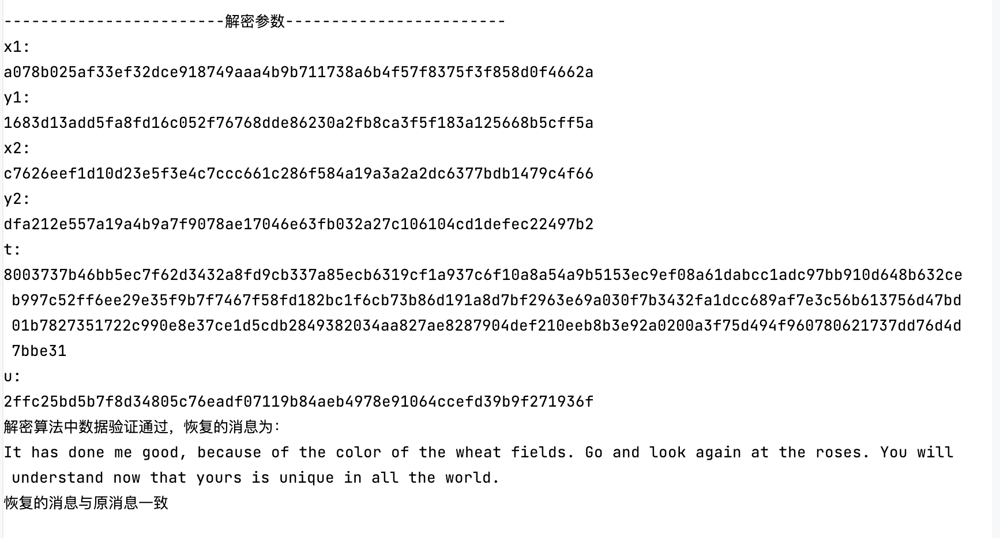 ------------------------解密参数------------------------
x1:
a078b025af33ef32dce918749aaa4b9b711738a6b4f57f8375f3f858d0f4662a
y1:
1683d13add5fa8fd16c052f76768dde86230a2fb8ca3f5f183a125668b5cff5a
x2:
c7626eef1d10d23e5f3e4c7ccc661c286f584a19a3a2a2dc6377bdb1479c4f66
y2:
dfa212e557a19a4b9a7f9078ae17046e63fb032a27c106104cd1defec22497b2
t:
8003737b46bb5ec7f62d3432a8fd9cb337a85ecb6319cf1a937c6f10a8a54a9b5153ec9ef08a61dabcc1adc97bb910d648b632ce
b997c52ff6ee29e35f9b7f7467f58fd182bc1f6cb73b86d191a8d7bf2963e69a030f7b3432fa1dcc689af7e3c56b613756d47bd
01b7827351722c990e8e37ce1d5cdb2849382034aa827ae8287904def210eeb8b3e92a0200a3f75d494f960780621737dd76d4d
7bbe31
u:
2ffc25bd5b7f8d34805c76eadf07119b84aeb4978e91064ccefd39b9f271936f
解密算法中数据验证通过，恢复的消息为：
It has done me good, because of the color of the wheat fields. Go and look again at the roses. You will
understand now that yours is unique in all the world.
恢复的消息与原消息一致